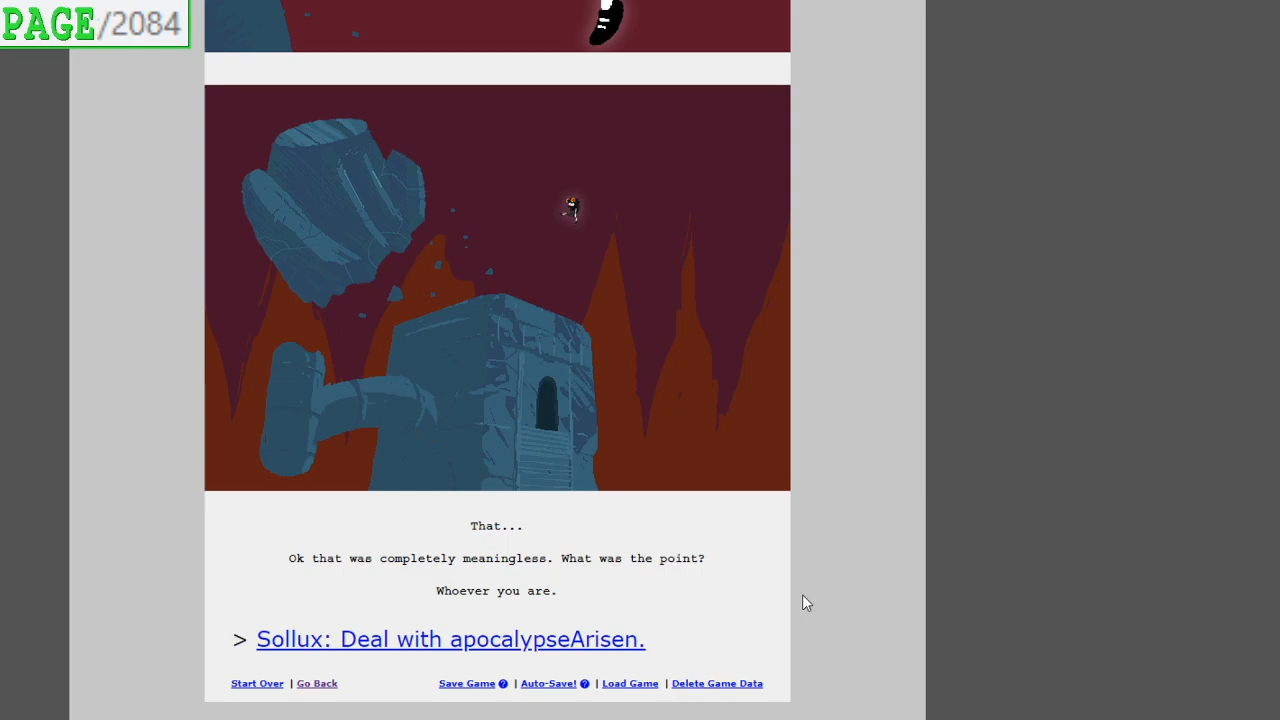 PAGE/2084
That...
Ok that was completely meaningless. What was the point?
Whoever you are.
> Sollux: Deal with apocalypseArisen.
Start Over | Go Back Save Game ? | Auto-Save! ? | Load Game | Delete Game Data